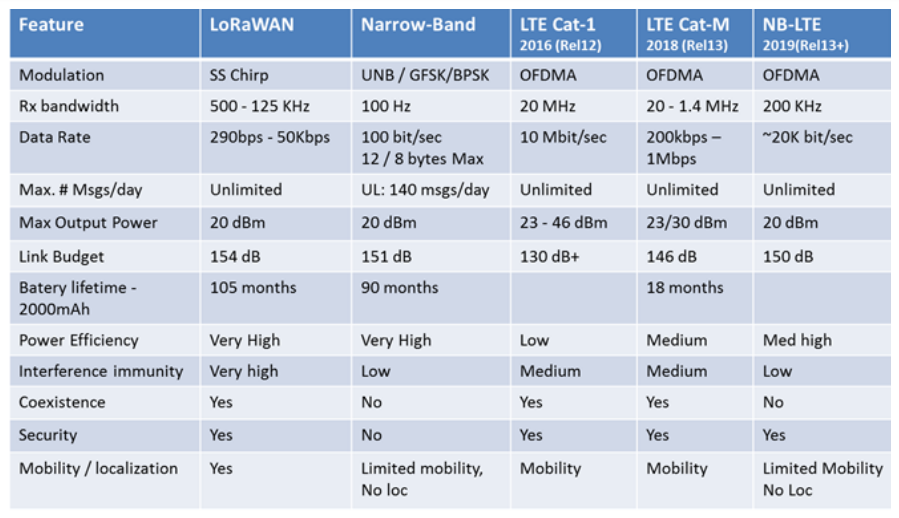 Feature LoRaWAN Narrow-Band LTE Cat-1 LTE Cat-M NB-LTE
2016 (Rel12) 2018 (Rel13) 2019(Rel13+)
Modulation SS Chirp UNB / GFSK/BPSK OFDMA OFDMA OFDMA
Rx bandwidth 500 - 125 KHz 100 Hz 20 MHz 20 - 1.4 MHz 200 KHz
Data Rate 290bps - 50Kbps 100 bit/sec 10 Mbit/sec 200kbps – ~20K bit/sec
12 / 8 bytes Max 1Mbps
Max. # Msgs/day Unlimited UL: 140 msgs/day Unlimited Unlimited Unlimited
Max Output Power 20 dBm 20 dBm 23 - 46 dBm 23/30 dBm 20 dBm
Link Budget 154 dB 151 dB 130 dB+ 146 dB 150 dB
Batery lifetime - 105 months 90 months 18 months
2000mAh
Power Efficiency Very High Very High Low Medium Med high
Interference immunity Very high Low Medium Medium Low
Coexistence Yes No Yes Yes No
Security Yes No Yes Yes Yes
Mobility / localization Yes Limited mobility, Mobility Mobility Limited Mobility
No loc No Loc